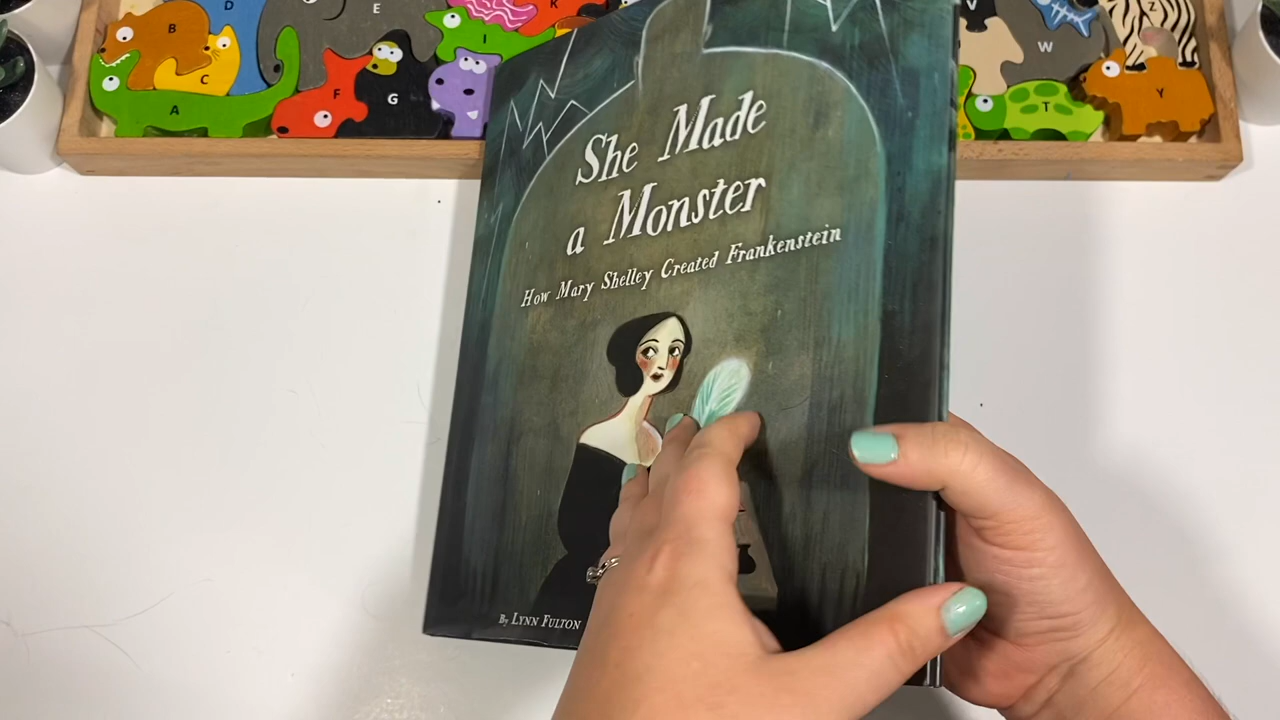 D
E
B
I
K
C
F
G
A
V
Z
W
T
Y
She Made
a Monster
How Mary Shelley Created Frankenstein
By Lynn Fulton